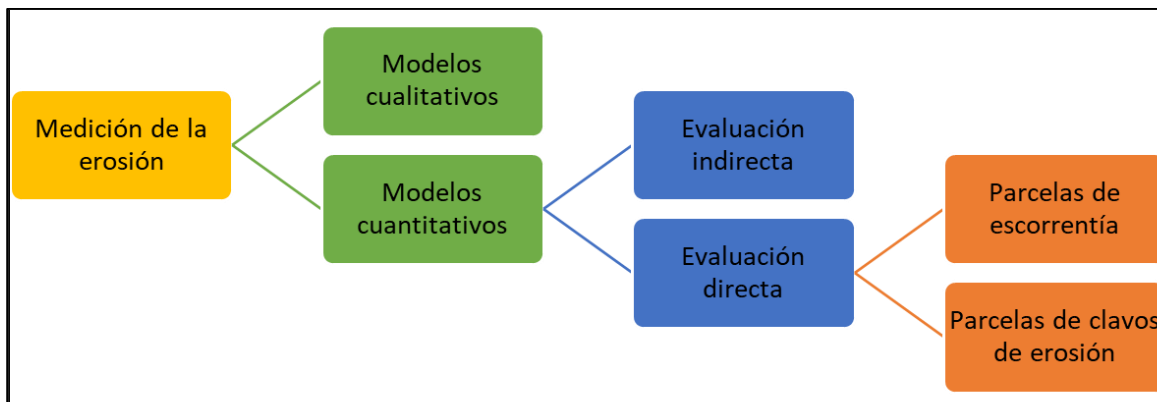 Medición de la
erosión
Modelos
cualitativos
Modelos
cuantitativos
Evaluación
indirecta
Evaluación
directa
Parcelas de
escorrentía
Parcelas de clavos
de erosión